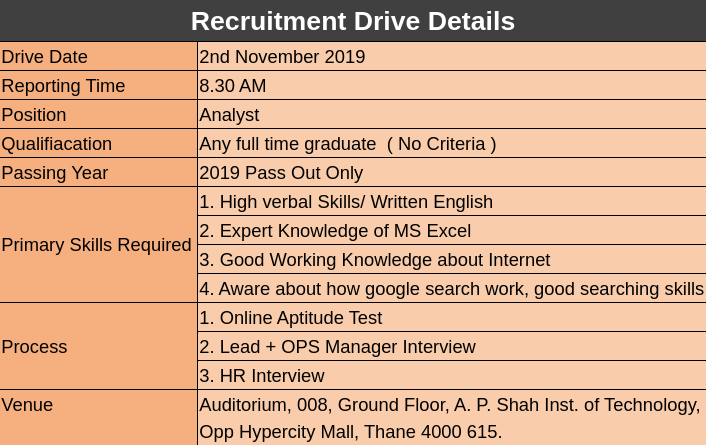 Recruitment Drive Details
Drive Date 2nd November 2019
Reporting Time 8.30 AM
Position Analyst
Qualifiacation Any full time graduate ( No Criteria )
Passing Year 2019 Pass Out Only
Primary Skills Required
1. High verbal Skills/ Written English
2. Expert Knowledge of MS Excel
3. Good Working Knowledge about Internet
4. Aware about how google search work, good searching skills
Process
1. Online Aptitude Test
2. Lead + OPS Manager Interview
3. HR Interview
Venue Auditorium, 008, Ground Floor, A. P. Shah Inst. of Technology,
Opp Hypercity Mall, Thane 4000 615.